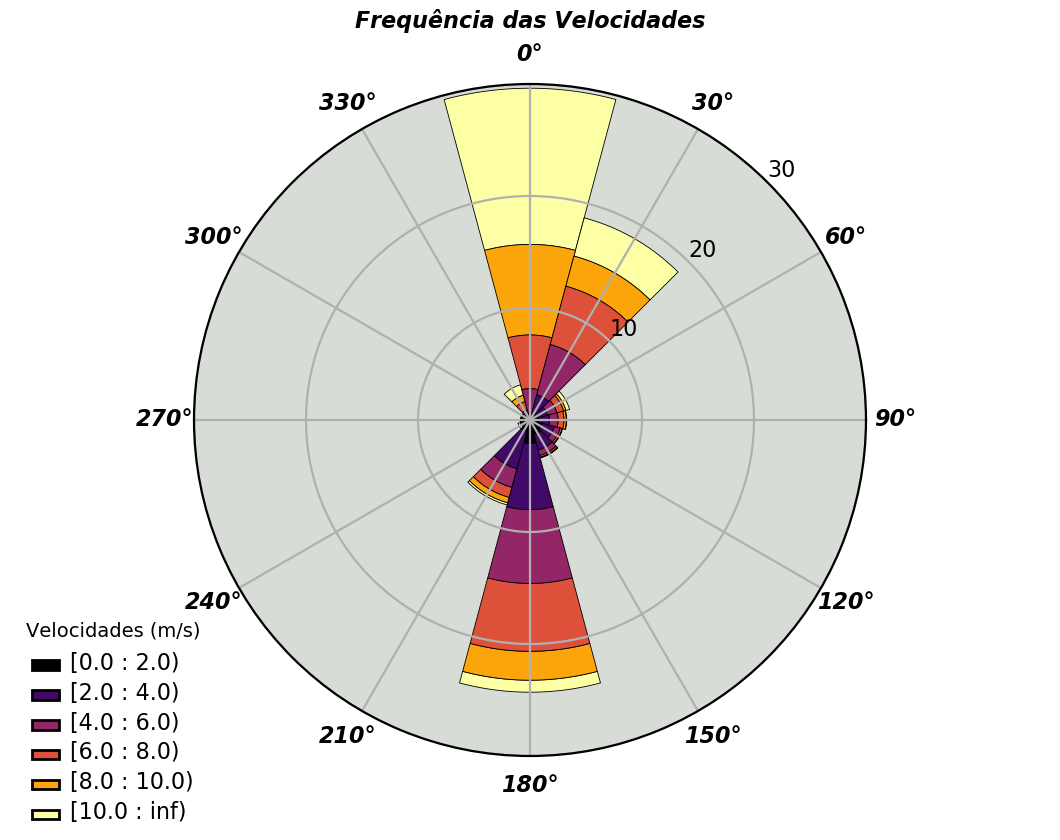 Frequência das Velocidades
0°
330°
30°
30
300°
60°
20
10
270°
90°
240°
120°
210°
150°
180°
Velocidades (m/s)
[0.0 : 2.0)
[2.0 : 4.0)
[4.0 : 6.0)
[6.0 : 8.0)
[8.0 : 10.0)
[10.0 : inf)